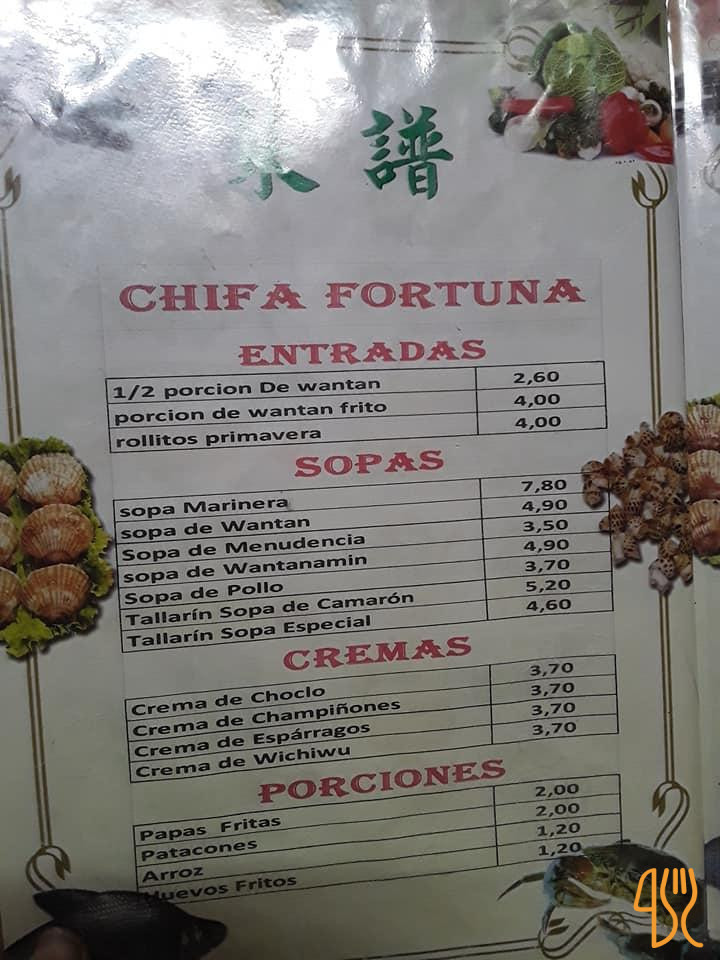 譜
CHIFA FORTUNA
ENTRADAS
1/2 porcion De wantan 2,60
porcion de wantan frito 4,00
rollitos primavera 4,00
SOPAS
sopa Marinera 7,80
sopa de Wantan 4,90
Sopa de Menudencia 3,50
sopa de Wantanamin 4,90
Sopa de Pollo 3,70
Tallarín Sopa de Camarón 5,20
Tallarín Sopa Especial 4,60
CREMAS
Crema de Choclo 3,70
Crema de Champiñones 3,70
Crema de Espárragos 3,70
Crema de Wichiwu 3,70
PORCIONES
Papas Fritas 2,00
Patacones 2,00
Arroz 1,20
Huevos Fritos 1,20